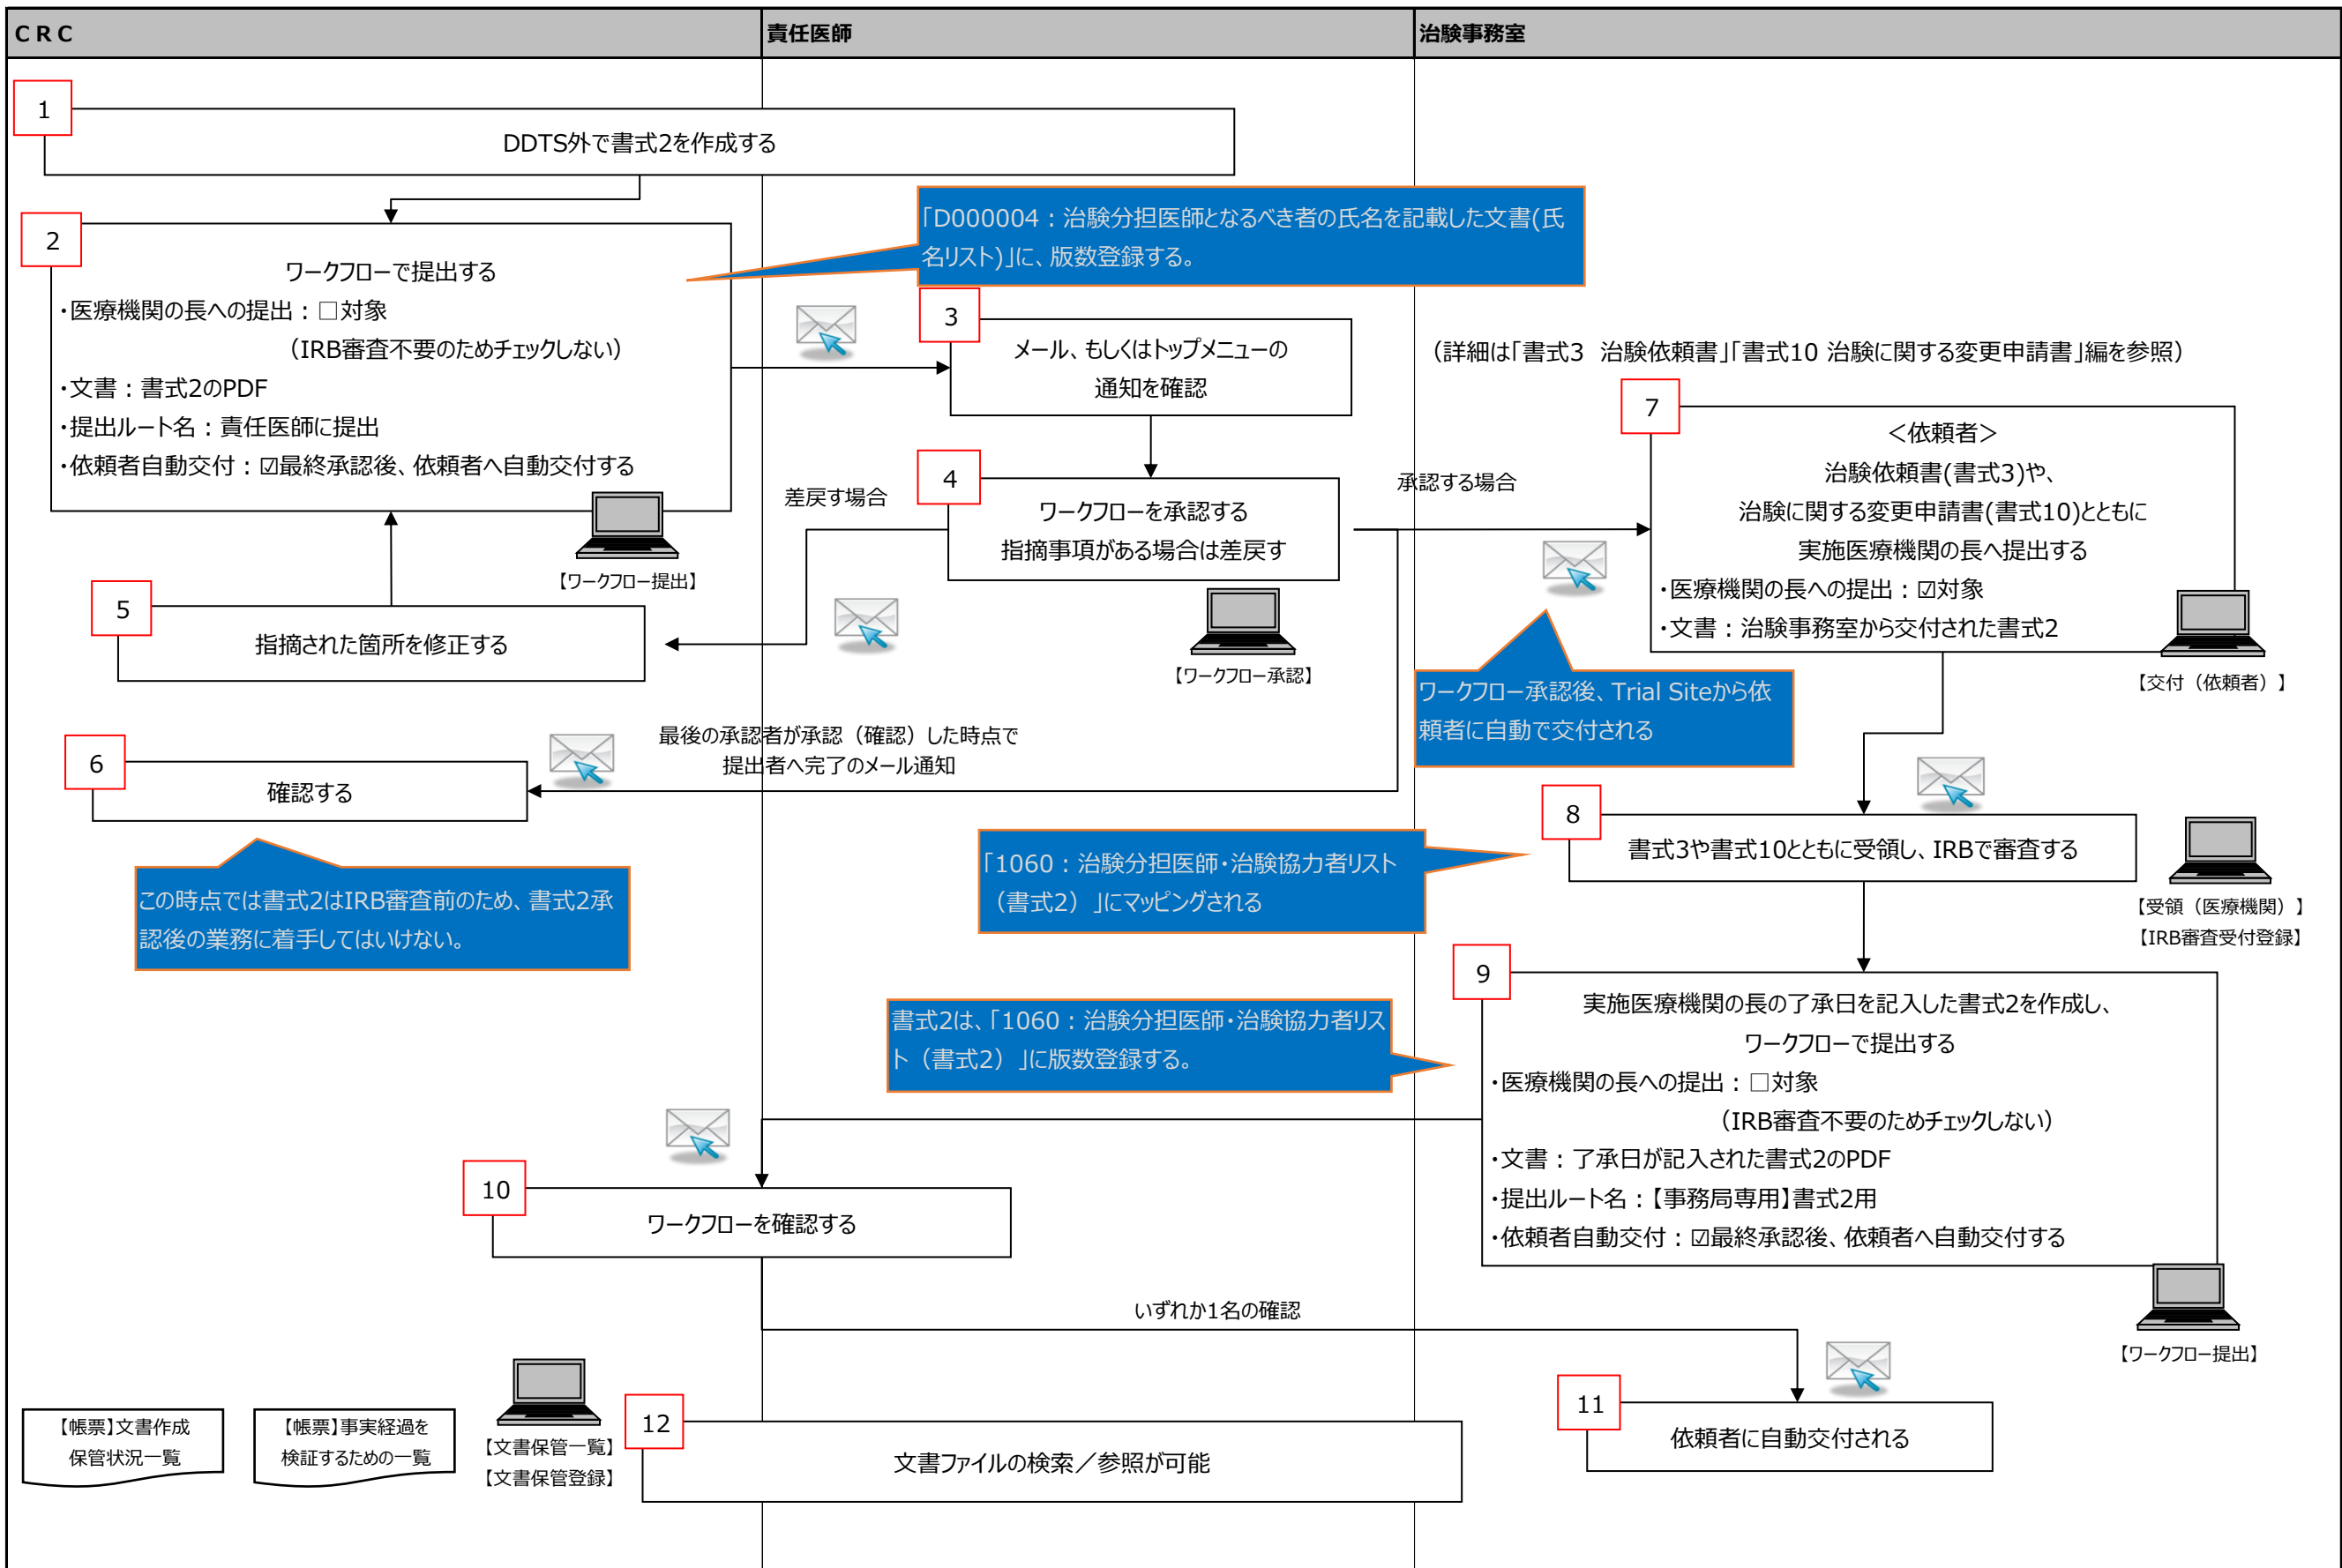 ＣＲＣ
責任医師
治験事務室
1
DDTS外で書式2を作成する
2
ワークフローで提出する
・医療機関の長への提出：□対象
（IRB審査不要のためチェックしない）
・文書：書式2のPDF
・提出ルート名：責任医師に提出
・依頼者自動交付：☑最終承認後、依頼者へ自動交付する
【ワークフロー提出】
「D000004：治験分担医師となるべき者の氏名を記載した文書(氏
名リスト)」に、版数登録する。
3
メール、もしくはトップメニューの
通知を確認
4
ワークフローを承認する
指摘事項がある場合は差戻す
【ワークフロー承認】
差戻す場合
承認する場合
5
指摘された箇所を修正する
最後の承認者が承認（確認）した時点で
提出者へ完了のメール通知
6
確認する
この時点では書式2はIRB審査前のため、書式2承
認後の業務に着手してはいけない。
（詳細は「書式3 治験依頼書」「書式10 治験に関する変更申請書」編を参照）
7
＜依頼者＞
治験依頼書(書式3)や、
治験に関する変更申請書(書式10)とともに
実施医療機関の長へ提出する
・医療機関の長への提出：☑対象
・文書：治験事務室から交付された書式2
【交付（依頼者）】
ワークフロー承認後、Trial Siteから依
頼者に自動で交付される
8
書式3や書式10とともに受領し、IRBで審査する
【受領（医療機関）】
【IRB審査受付登録】
「1060：治験分担医師・治験協力者リスト
（書式2）」にマッピングされる
9
実施医療機関の長の了承日を記入した書式2を作成し、
ワークフローで提出する
・医療機関の長への提出：□対象
（IRB審査不要のためチェックしない）
・文書：了承日が記入された書式2のPDF
・提出ルート名：【事務局専用】書式2用
・依頼者自動交付：☑最終承認後、依頼者へ自動交付する
【ワークフロー提出】
書式2は、「1060：治験分担医師・治験協力者リス
ト（書式2）」に版数登録する。
10
ワークフローを確認する
いずれか1名の確認
11
依頼者に自動交付される
12
文書ファイルの検索／参照が可能
【文書保管一覧】
【文書保管登録】
【帳票】文書作成
保管状況一覧
【帳票】事実経過を
検証するための一覧